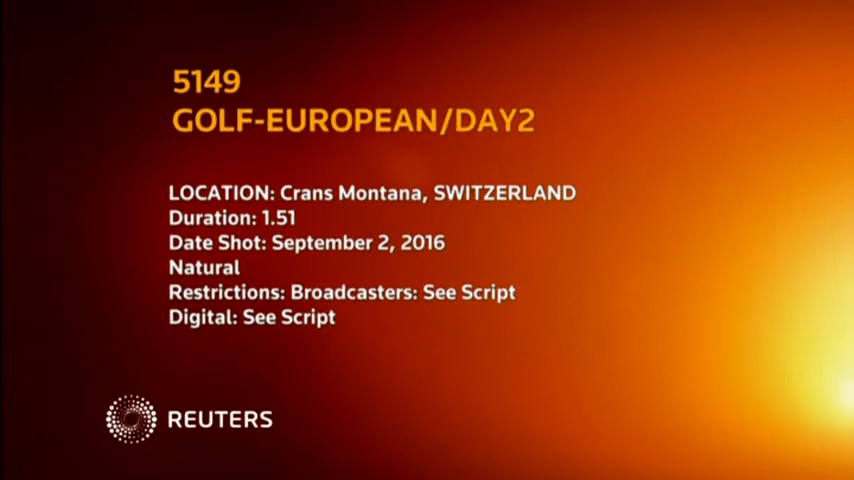 5149
GOLF-EUROPEAN/DAY2
LOCATION: Crans Montana, SWITZERLAND
Duration: 1.51
Date Shot: September 2, 2016
Natural
Restrictions: Broadcasters: See Script
Digital: See Script
REUTERS